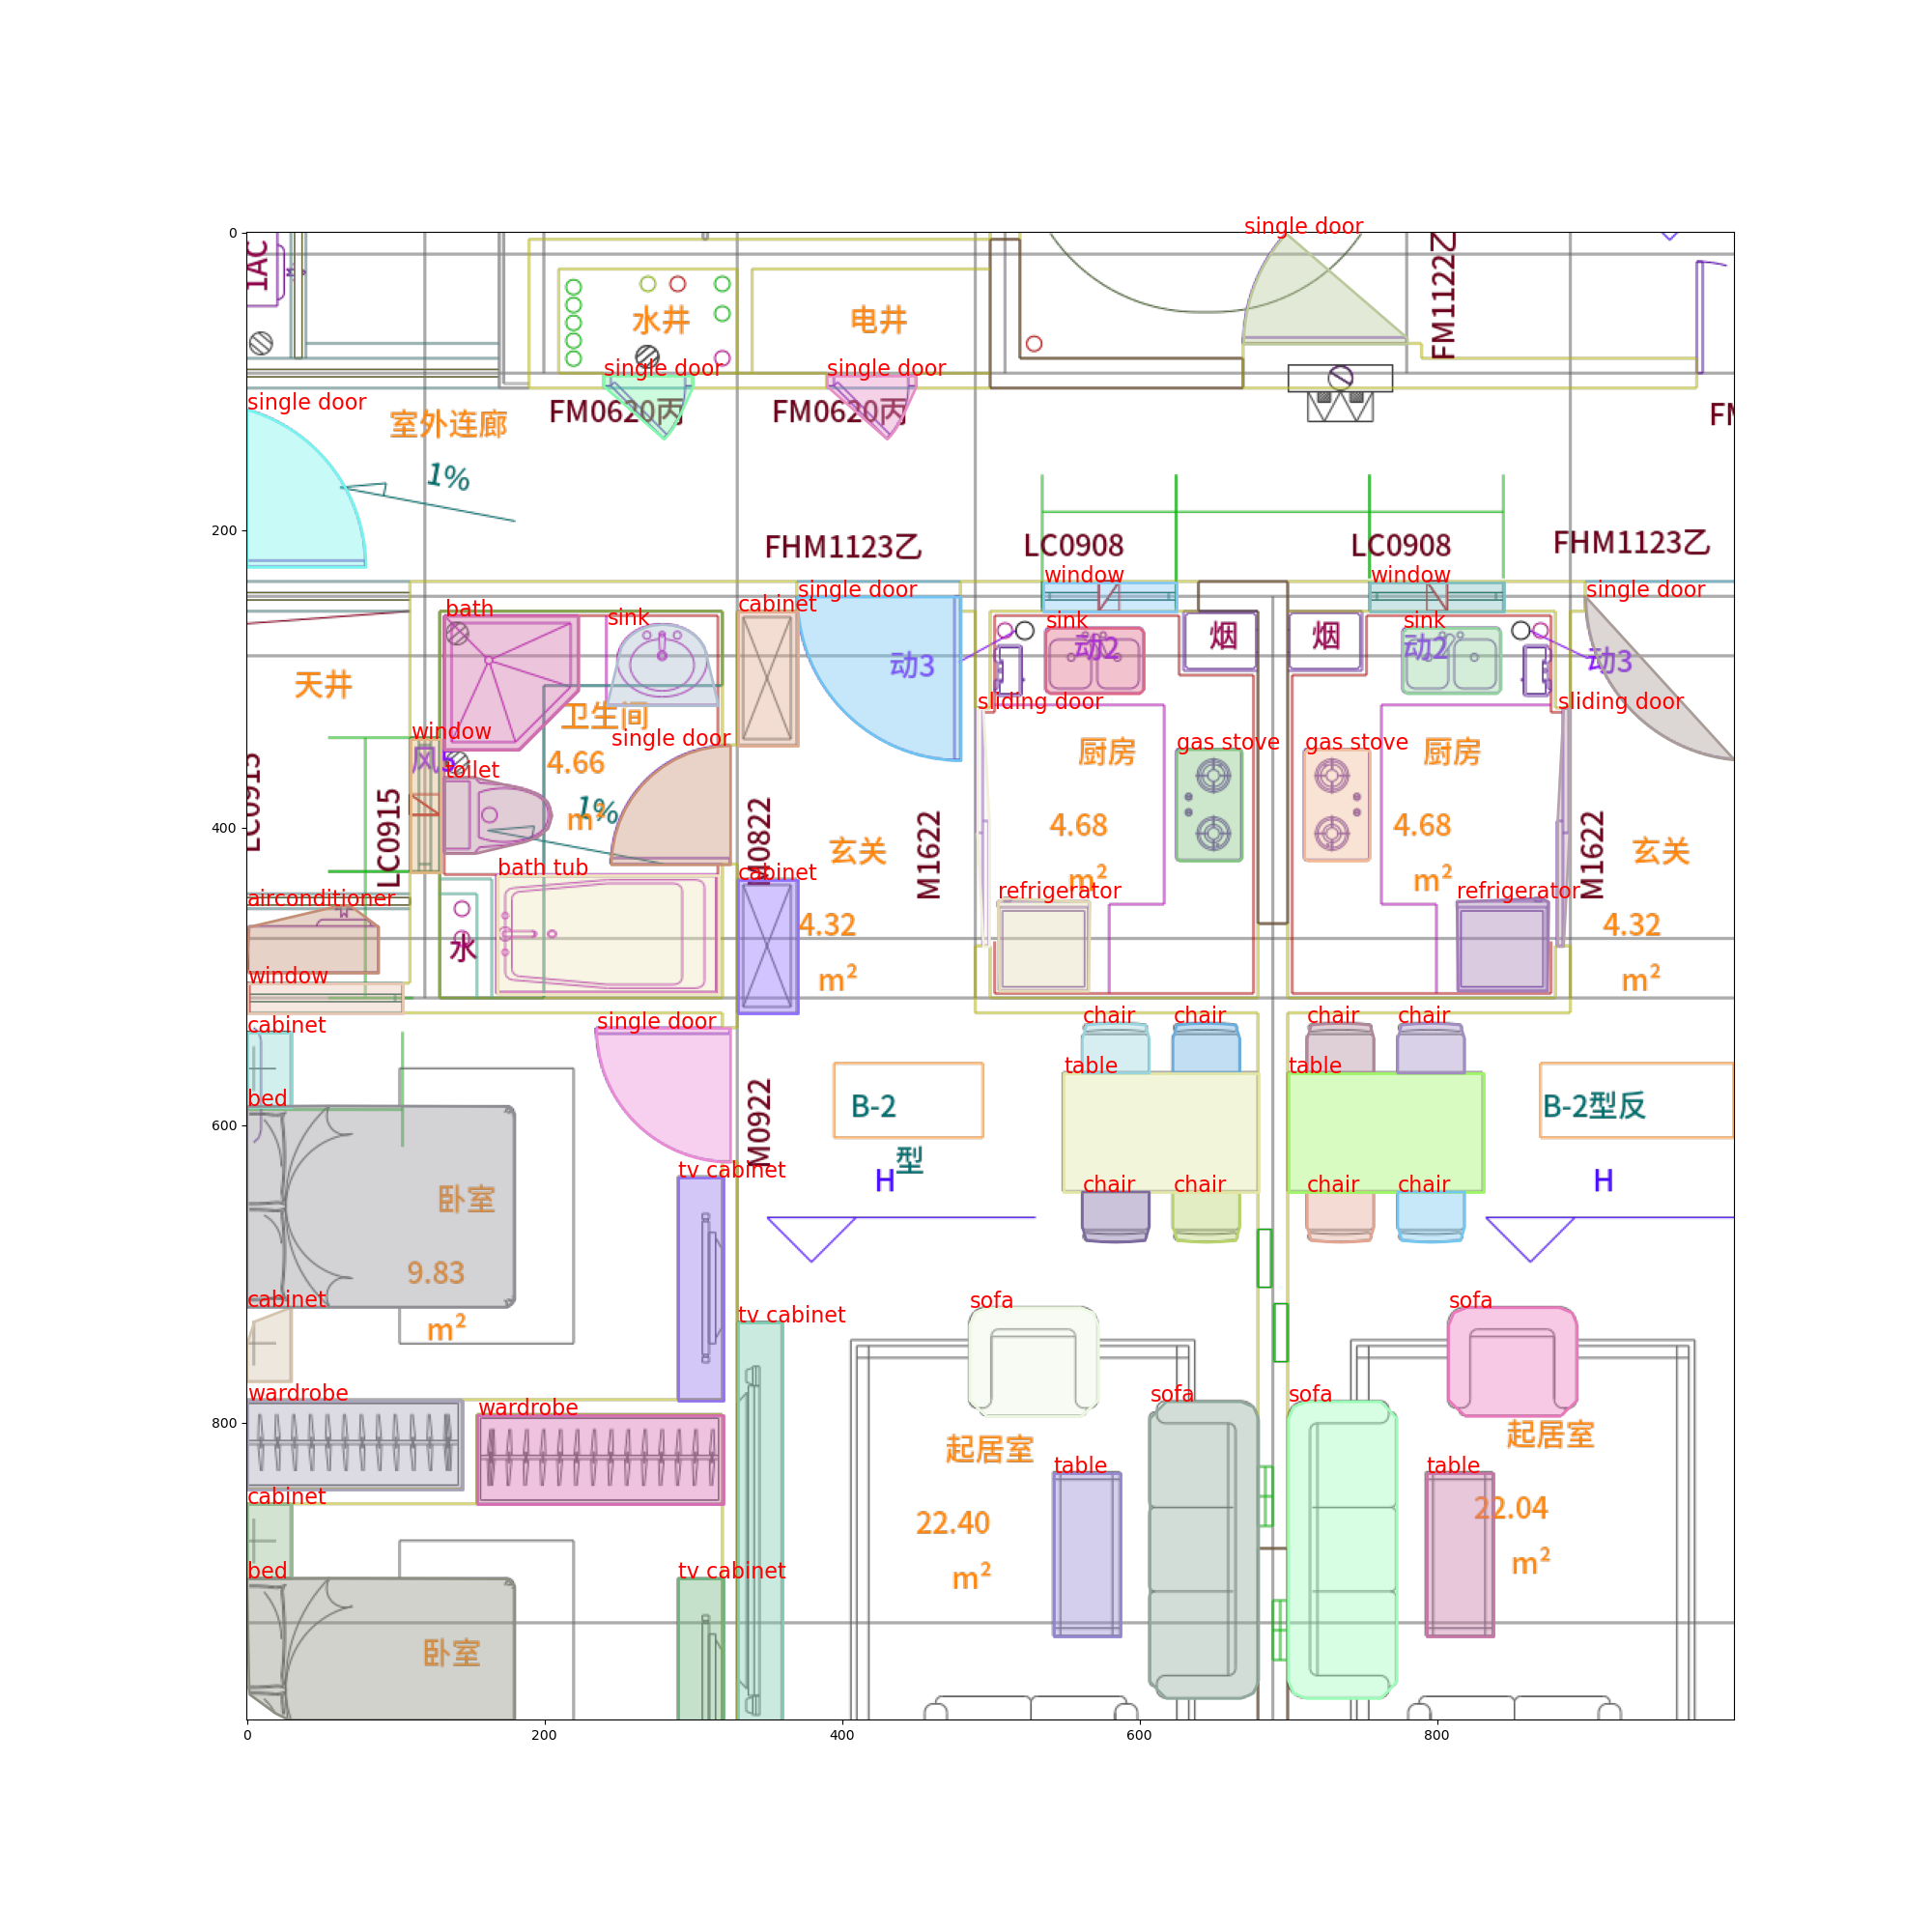 single door
1AC
FM1122乙
水井
电井
single door
single door
single door
FM0620丙
FM0620丙
室外连廊
1%
FHM1123乙
LC0908
LC0908
FHM1123乙
window
window
single door
single door
cabinet
bath
sink
sink
sink
烟
烟
动3
动2
动2
动3
天井
sliding door
sliding door
卫生间
window
single door
风5
4.66
m²
1%
toilet
厨房
gas stove
gas stove
厨房
LC0915
LC0915
M0822
玄关
M1622
4.68
m²
4.68
m²
M1622
玄关
bath tub
cabinet
airconditioner
refrigerator
refrigerator
4.32
m²
4.32
m²
水
window
cabinet
single door
chair
chair
chair
chair
table
table
bed
M0922
B-2
型
B-2型反
H
H
tv cabinet
chair
chair
chair
chair
卧室
9.83
m²
cabinet
sofa
sofa
tv cabinet
wardrobe
wardrobe
sofa
sofa
起居室
起居室
table
table
cabinet
22.40
m²
22.04
m²
bed
tv cabinet
卧室
0
200
400
600
800
0
200
400
600
800